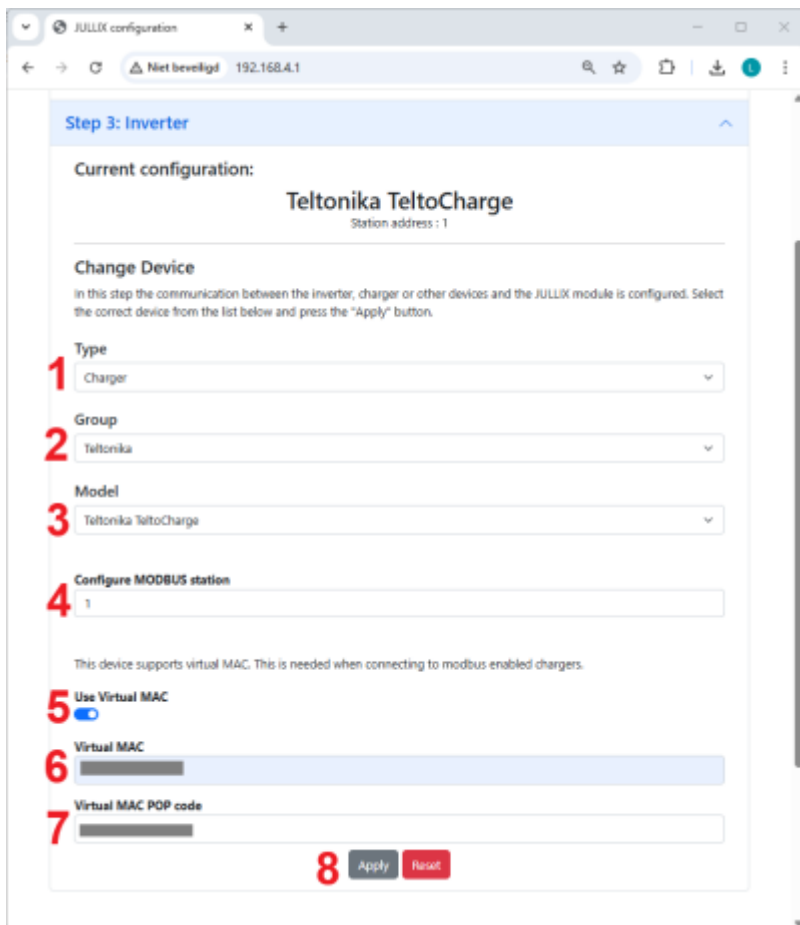 JULLIX configuration
Niet beveiligd 192.168.4.1
L
Step 3: Inverter
Current configuration:
Teltonika TeltoCharge
Station address : 1
Change Device
In this step the communication between the inverter, charger or other devices and the JULLIX module is configured. Select
the correct device from the list below and press the "Apply" button.
Type
1
Charger
Group
2
Teltonika
Model
3
Teltonika TeltoCharge
Configure MODBUS station
4
1
This device supports virtual MAC. This is needed when connecting to modbus enabled chargers.
5
Use Virtual MAC
Virtual MAC
6
Virtual MAC POP code
7
8 Apply Reset